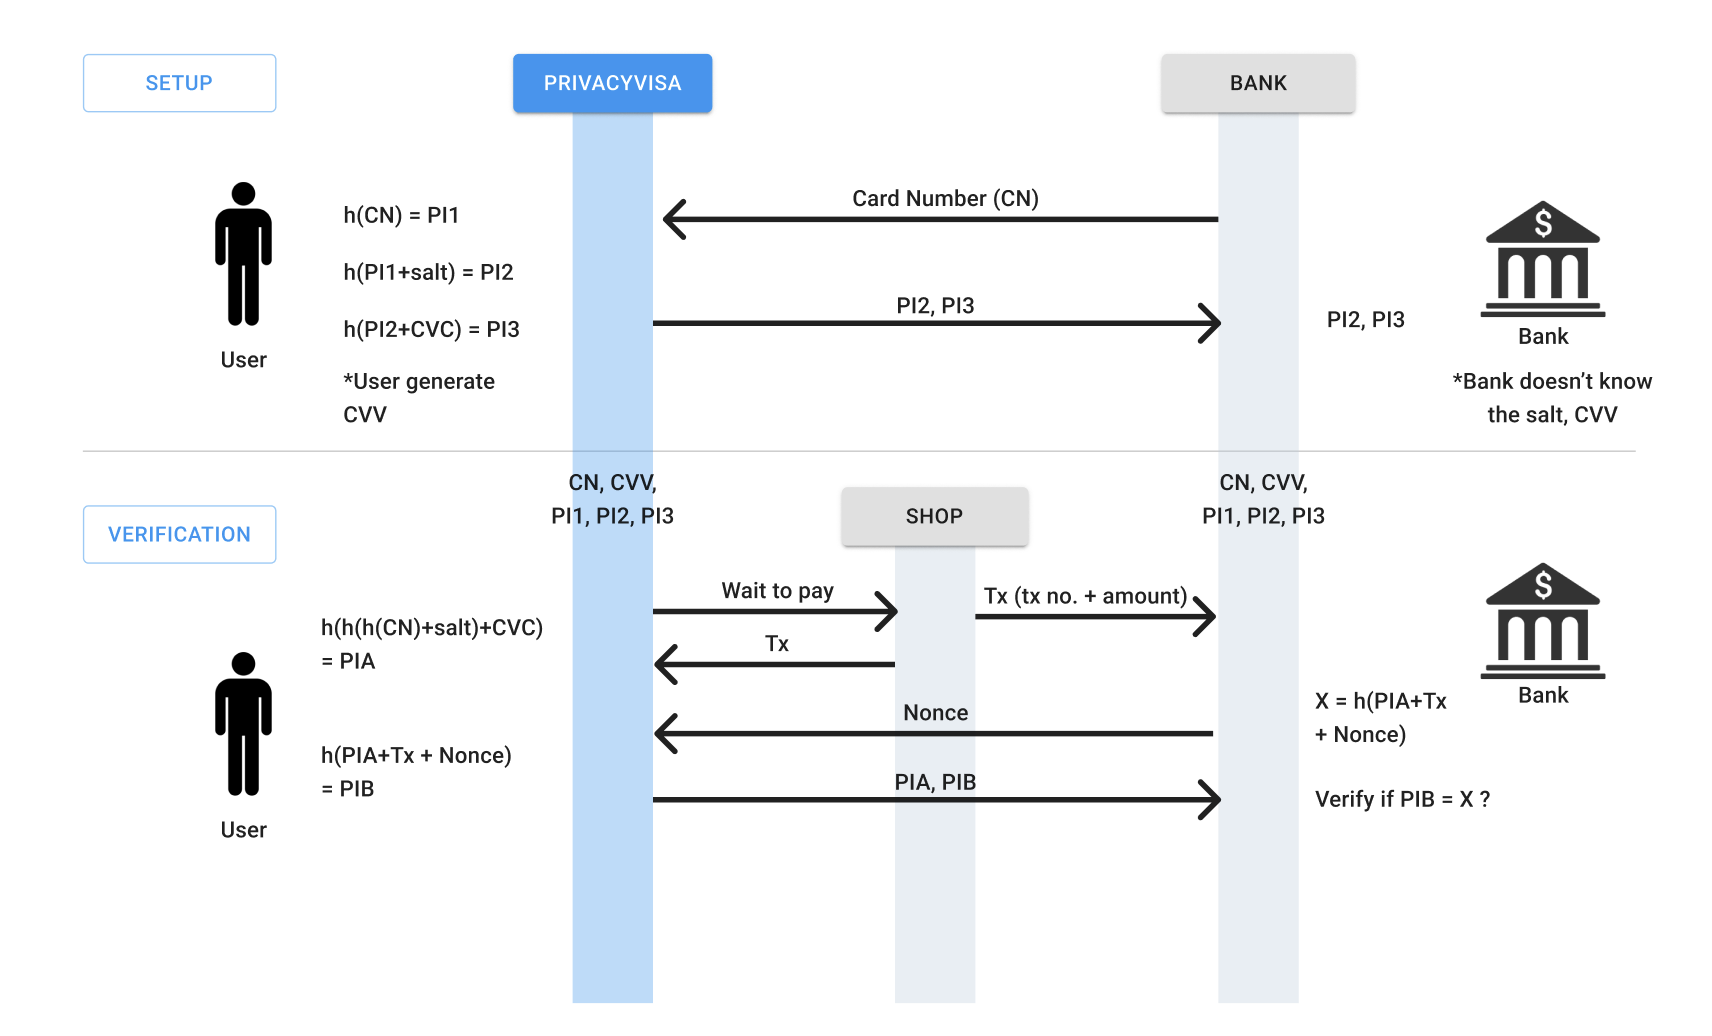 SETUP
PRIVACYVISA
BANK
h(CN) = PI1
h(PI1+salt) = PI2
h(PI2+CVC) = PI3
*User generate
CVV
User
Card Number (CN)
PI2, PI3
PI2, PI3
$
Bank
*Bank doesn't know
the salt, CVV
VERIFICATION
CN, CVV,
PI1, PI2, PI3
SHOP
CN, CVV,
PI1, PI2, PI3
Wait to pay
Tx (tx no. + amount)
Tx
h(h(h(CN)+salt)+CVC)
= PIA
$
Bank
Nonce
X = h(PIA+Tx
+ Nonce)
h(PIA+Tx + Nonce)
= PIB
User
PIA, PIB
Verify if PIB = X ?